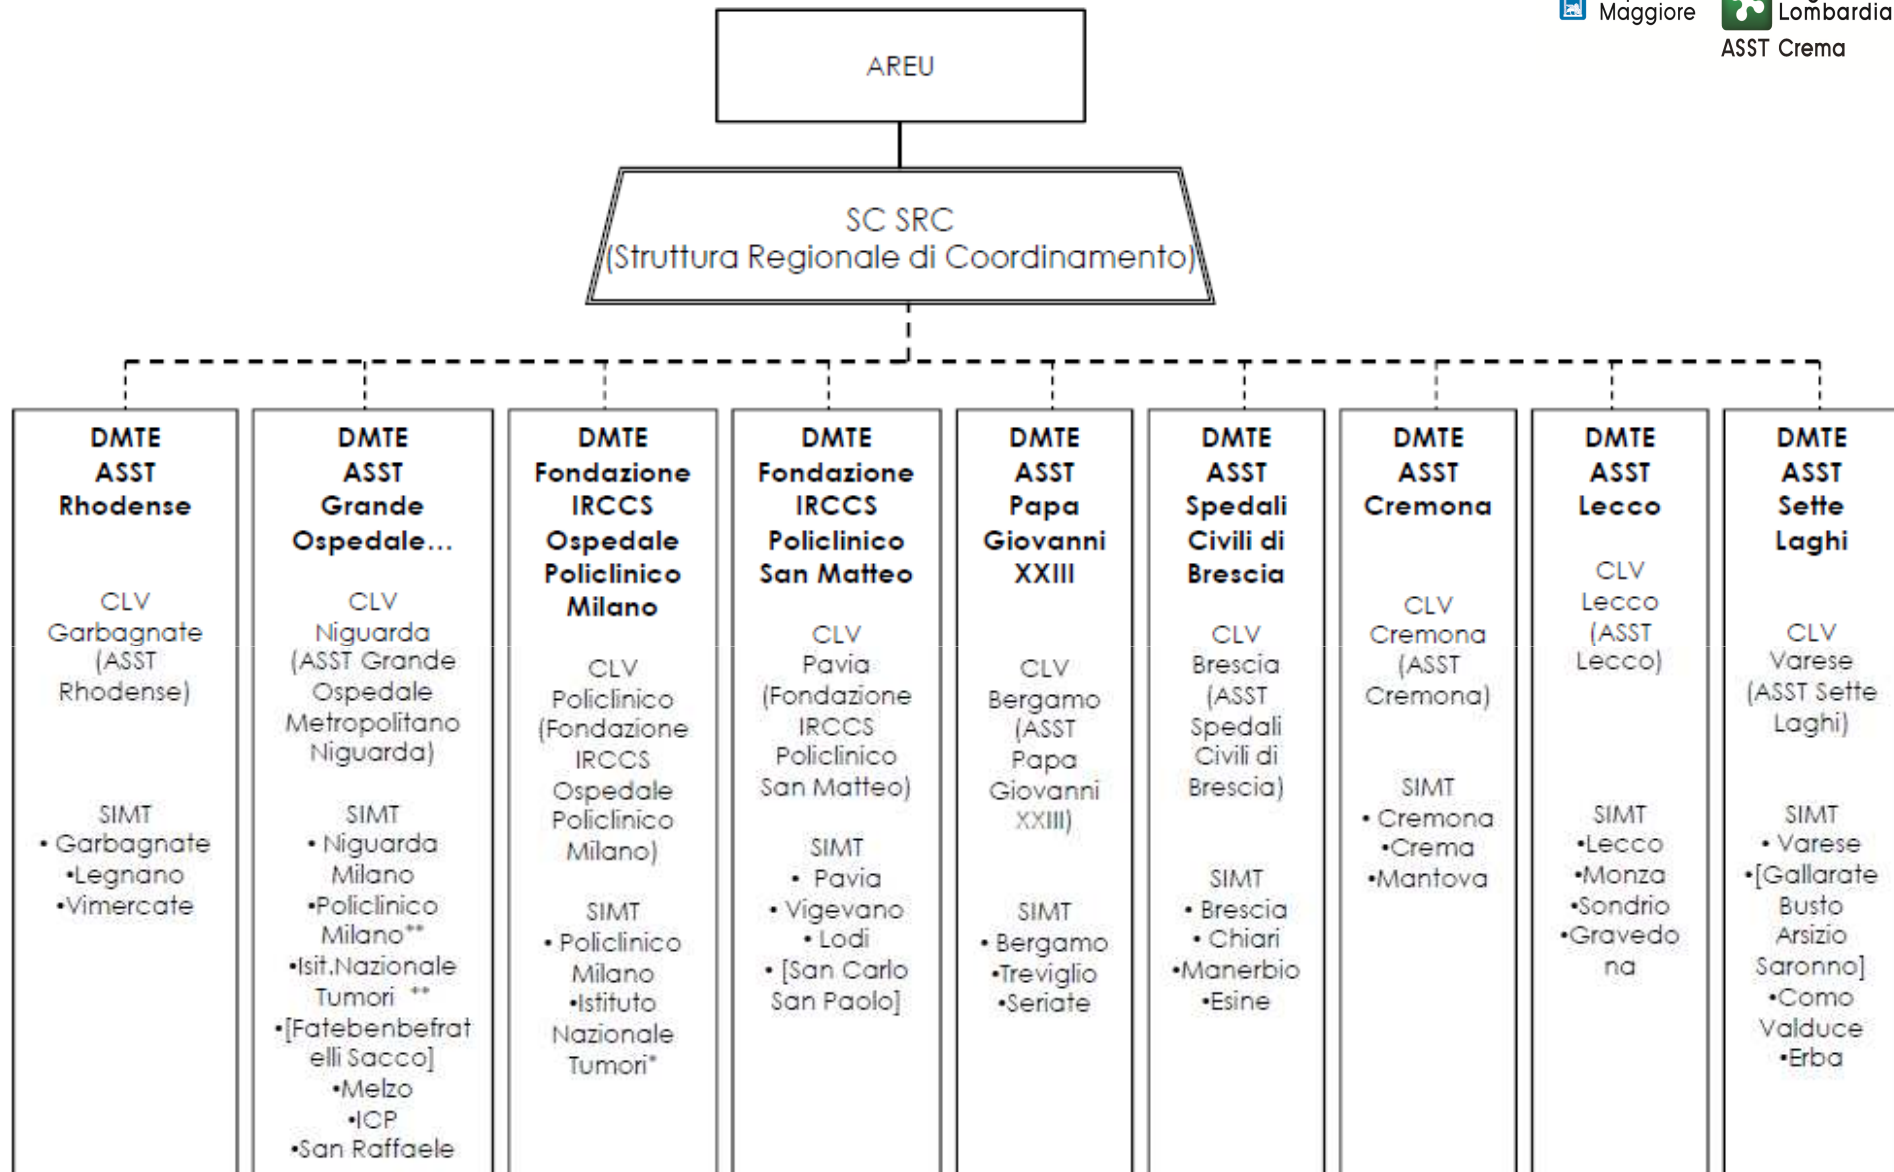 Maggiore
Lombardia
ASST Crema
AREU
SC SRC
(Struttura Regionale di Coordinamento)
DMTE
ASST
Rhodense
CLV
Garbagnate
(ASST
Rhodense)
SIMT
• Garbagnate
•Legnano
•Vimercate
DMTE
ASST
Grande
Ospedale...
CLV
Niguarda
(ASST Grande
Ospedale
Metropolitano
Niguarda)
SIMT
• Niguarda
Milano
•Policlinico
Milano**
•Isit.Nazionale
Tumori **
•[Fatebenbefrat
elli Sacco]
•Melzo
•ICP
•San Raffaele
DMTE
Fondazione
IRCCS
Ospedale
Policlinico
Milano
CLV
Policlinico
(Fondazione
IRCCS
Ospedale
Policlinico
Milano)
SIMT
• Policlinico
Milano
•Istituto
Nazionale
Tumori*
DMTE
Fondazione
IRCCS
Policlinico
San Matteo
CLV
Pavia
(Fondazione
IRCCS
Policlinico
San Matteo)
SIMT
• Pavia
• Vigevano
• Lodi
• [San Carlo
San Paolo]
DMTE
ASST
Papa
Giovanni
XXIII
CLV
Bergamo
(ASST
Papa
Giovanni
XXIII)
SIMT
• Bergamo
•Treviglio
•Seriate
DMTE
ASST
Spedali
Civili di
Brescia
CLV
Brescia
(ASST
Spedali
Civili di
Brescia)
SIMT
• Brescia
• Chiari
•Manerbio
•Esine
DMTE
ASST
Cremona
CLV
Cremona
(ASST
Cremona)
SIMT
• Cremona
•Crema
•Mantova
DMTE
ASST
Lecco
CLV
Lecco
(ASST
Lecco)
SIMT
•Lecco
•Monza
•Sondrio
•Gravedo
na
DMTE
ASST
Sette
Laghi
CLV
Varese
(ASST Sette
Laghi)
SIMT
• Varese
•[Gallarate
Busto
Arsizio
Saronno]
•Como
Valduce
•Erba